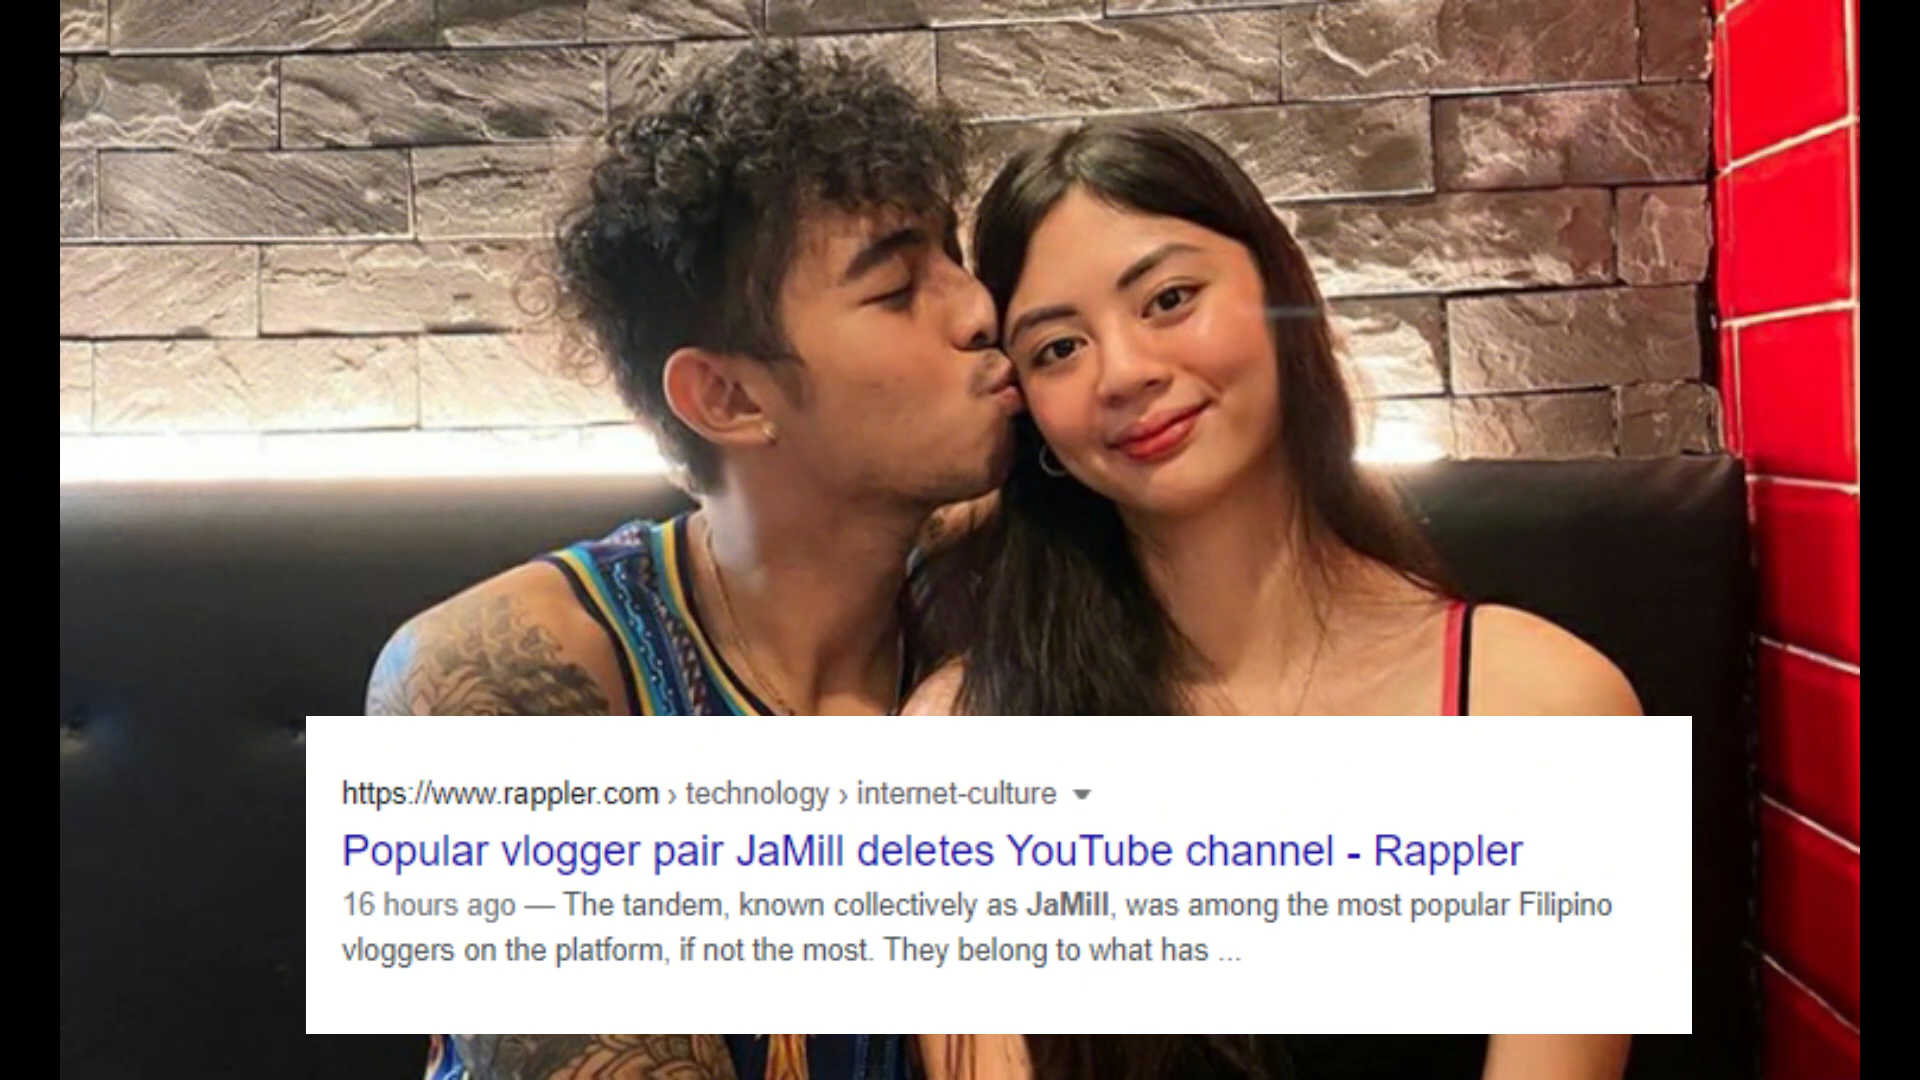 https://www.rappler.com › technology › internet-culture
Popular vlogger pair JaMill deletes YouTube channel - Rappler
16 hours ago — The tandem, known collectively as JaMill, was among the most popular Filipino
vloggers on the platform, if not the most. They belong to what has ...